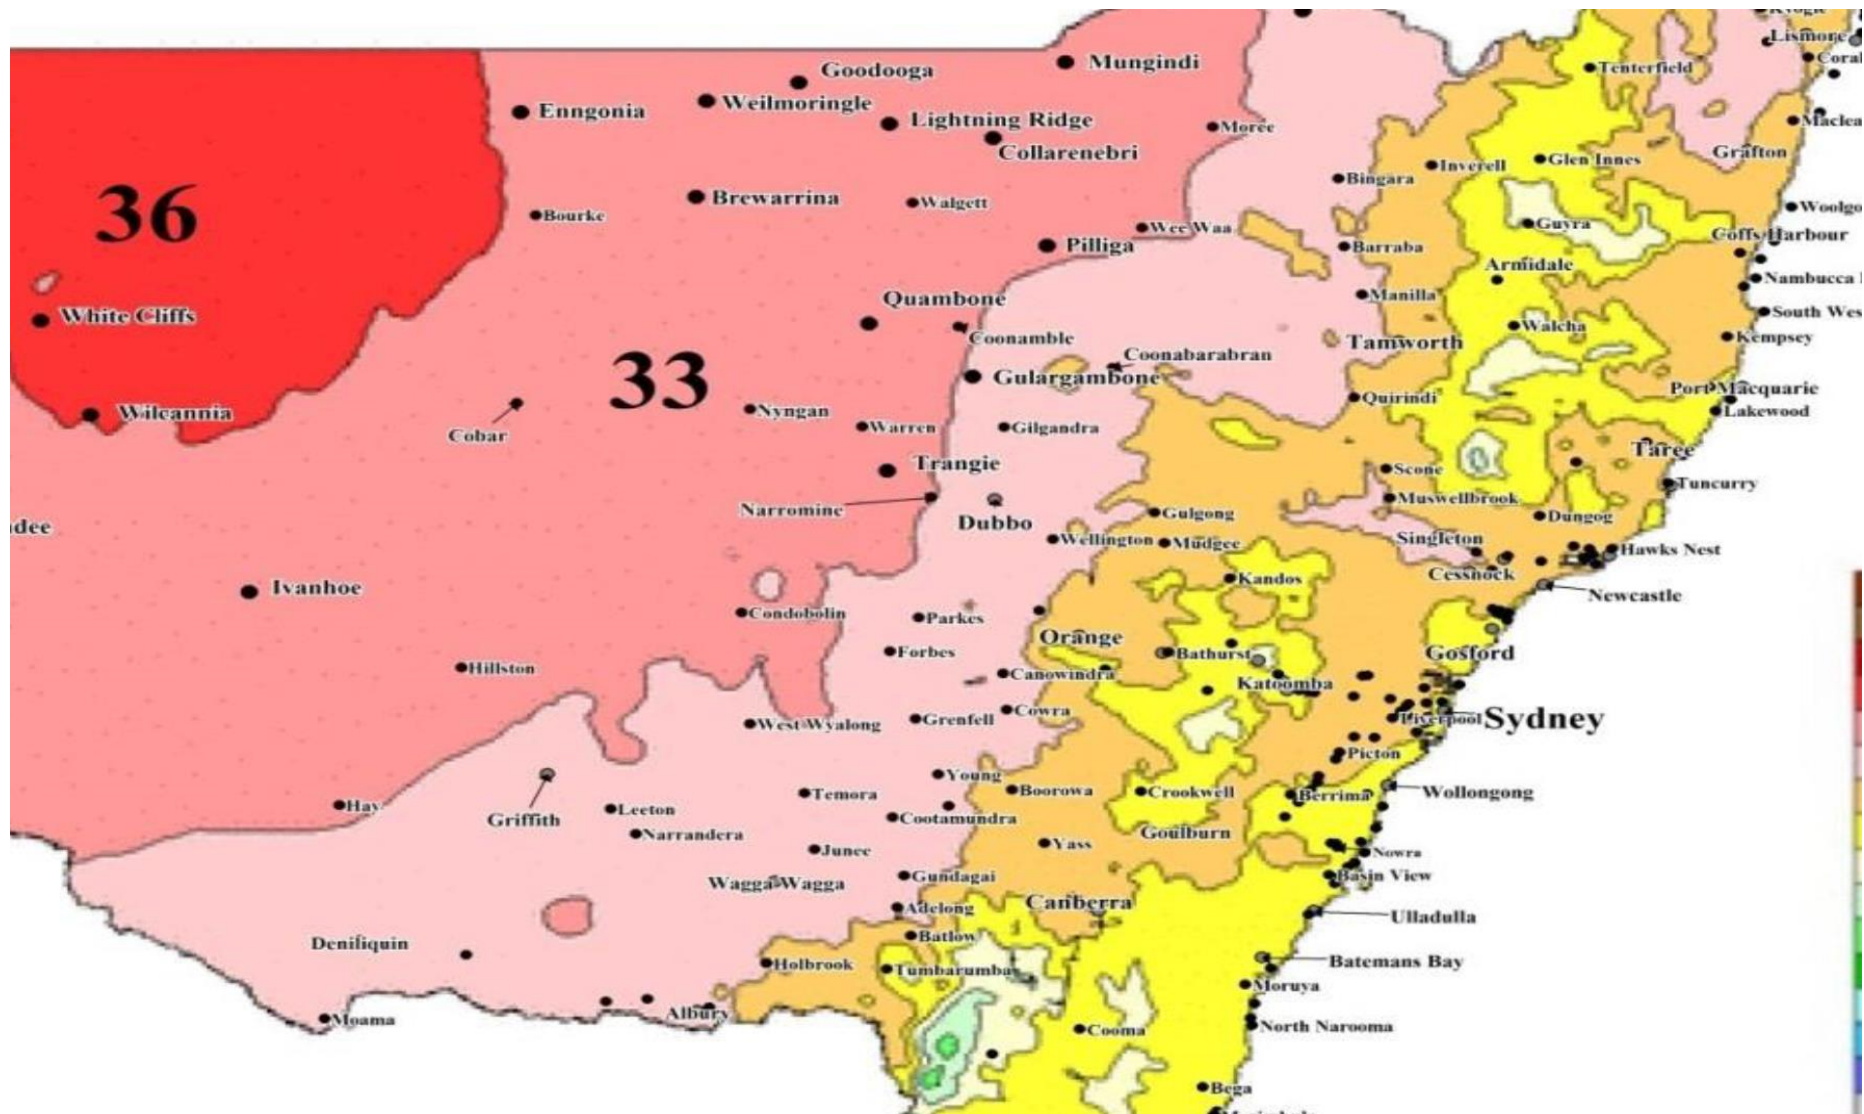 Kyogle
Lismore
Coral
Mungindi
Goodooga
Tenterfield
Weilmoringle
Enngonia
Lightning Ridge
Moree
Maclea
Collarenebri
Grafton
Glen Innes
Inverell
Bingara
Brewarrina
Walgett
36
Bourke
Woolgo
Guyra
Wee Waa
Coffs Harbour
Pilliga
Barraba
Armidale
Nambucca
Manilla
Quambone
South Wes
White Cliffs
Walcha
Coonamble
Kempsey
Tamworth
Coonabarabran
Gulargambone
33
Port Macquarie
Quirindi
Wilcannia
Nyngan
Lakewood
Cobar
Warren
Gilgandra
Taree
Trangie
Scone
Tuncurry
Muswellbrook
Narromine
Gulgong
Dungog
Dubbo
dee
Wellington
Mudgee
Singleton
Hawks Nest
Cessnock
Kandos
Ivanhoe
Newcastle
Condobolin
Parkes
Orange
Forbes
Bathurst
Gosford
Hillston
Canowindra
Katoomba
Cowra
West Wyalong
Grenfell
Liverpool
Sydney
Picton
Young
Boorowa
Crookwell
Berrima
Wollongong
Temora
Hay
Leeton
Griffith
Cootamundra
Narrandera
Goulburn
Yass
Junee
Nowra
Wagga Wagga
Gundagai
Basin View
Canberra
Adelong
Ulladulla
Deniliquin
Batlow
Holbrook
Tumbarumba
Batemans Bay
Moruya
Albury
Moama
Cooma
North Narooma
Bega